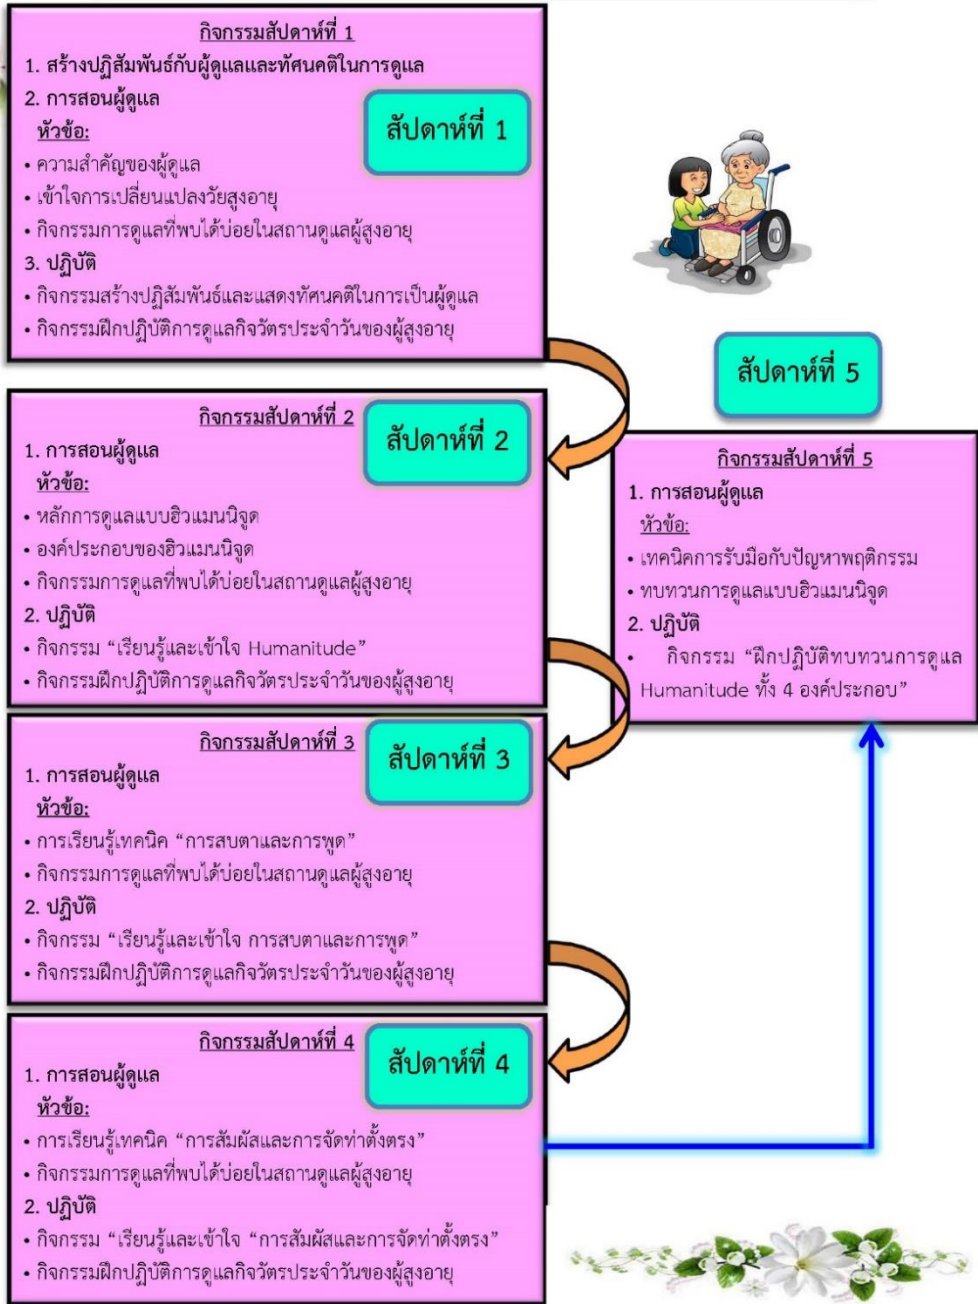 กิจกรรมสัปดาห์ที่ 1
1. สร้างปฏิสัมพันธ์กับผู้ดูแลและทัศนคติในการดูแล
2. การสอนผู้ดูแล
หัวข้อ:
• ความสำคัญของผู้ดูแล
• เข้าใจการเปลี่ยนแปลงวัยสูงอายุ
• กิจกรรมการดูแลที่พบได้บ่อยในสถานดูแลผู้สูงอายุ
3. ปฏิบัติ
• กิจกรรมสร้างปฏิสัมพันธ์และแสดงทัศนคติในการเป็นผู้ดูแล
• กิจกรรมฝึกปฏิบัติการดูแลกิจวัตรประจำวันของผู้สูงอายุ
สัปดาห์ที่ 1
กิจกรรมสัปดาห์ที่ 2
1. การสอนผู้ดูแล
หัวข้อ:
• หลักการดูแลแบบฮิวแมนนิจูด
• องค์ประกอบของฮิวแมนนิจูด
• กิจกรรมการดูแลที่พบได้บ่อยในสถานดูแลผู้สูงอายุ
2. ปฏิบัติ
• กิจกรรม “เรียนรู้และเข้าใจ Humanitude”
• กิจกรรมฝึกปฏิบัติการดูแลกิจวัตรประจำวันของผู้สูงอายุ
สัปดาห์ที่ 2
กิจกรรมสัปดาห์ที่ 3
1. การสอนผู้ดูแล
หัวข้อ:
• การเรียนรู้เทคนิค “การสบตาและการพูด”
• กิจกรรมการดูแลที่พบได้บ่อยในสถานดูแลผู้สูงอายุ
2. ปฏิบัติ
• กิจกรรม “เรียนรู้และเข้าใจ การสบตาและการพูด”
• กิจกรรมฝึกปฏิบัติการดูแลกิจวัตรประจำวันของผู้สูงอายุ
สัปดาห์ที่ 3
กิจกรรมสัปดาห์ที่ 4
1. การสอนผู้ดูแล
หัวข้อ:
• การเรียนรู้เทคนิค “การสัมผัสและการจัดท่าตั้งตรง”
• กิจกรรมการดูแลที่พบได้บ่อยในสถานดูแลผู้สูงอายุ
2. ปฏิบัติ
• กิจกรรม “เรียนรู้และเข้าใจ “การสัมผัสและการจัดท่าตั้งตรง”
• กิจกรรมฝึกปฏิบัติการดูแลกิจวัตรประจำวันของผู้สูงอายุ
สัปดาห์ที่ 4
สัปดาห์ที่ 5
กิจกรรมสัปดาห์ที่ 5
1. การสอนผู้ดูแล
หัวข้อ:
• เทคนิคการรับมือกับปัญหาพฤติกรรม
• ทบทวนการดูแลแบบฮิวแมนนิจูด
2. ปฏิบัติ
• กิจกรรม “ฝึกปฏิบัติทบทวนการดูแล
Humanitude ทั้ง 4 องค์ประกอบ”